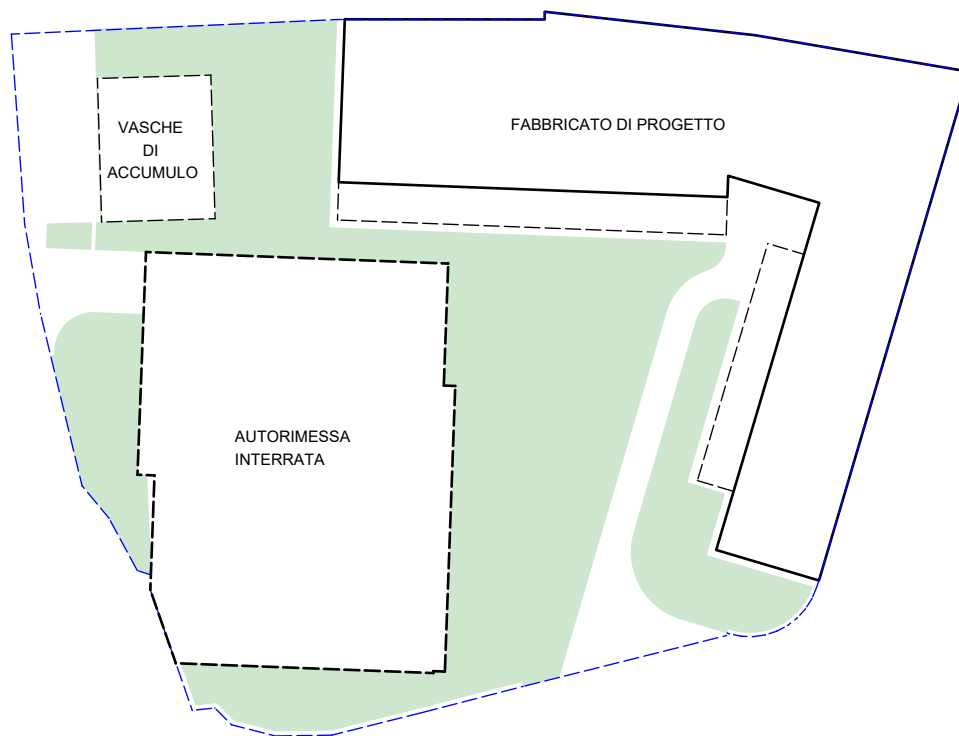 VASCHE
DI
ACCUMULO
FABBRICATO DI PROGETTO
AUTORIMESSA
INTERRATA